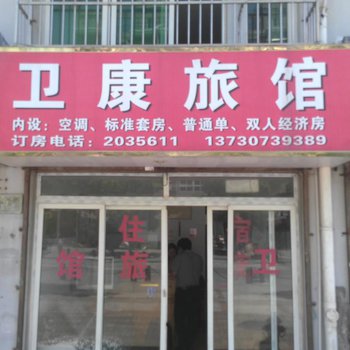 卫康旅馆
内设：空调、标准套房、普通单、双人经济房
订房电话：2035611 13730739389
住 宿
馆 旅 卫